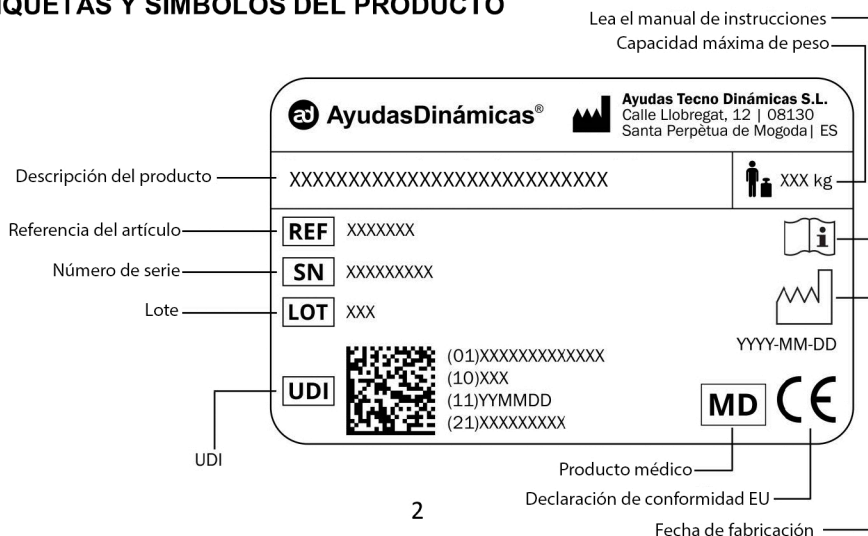 IQUETAS Y SÍMBOLOS DEL PRODUCTO
Lea el manual de instrucciones
Capacidad máxima de peso
ad AyudasDinámicas®
Ayudas Tecno Dinámicas S.L.
Calle Llobregat, 12 | 08130
Santa Perpètua de Mogoda| ES
Descripción del producto
XXXXXXXXXXXXXXXXXXXXXXXXXXX
XXX kg
Referencia del artículo
REF XXXXXXX
Número de serie
SN XXXXXXXXX
Lote
LOT XXX
i
YYYY-MM-DD
UDI
(01)XXXXXXXXXXXXX
(10)XXX
(11)YYMMDD
(21)XXXXXXXXX
MD CE
UDI
Producto médico
Declaración de conformidad EU
2
Fecha de fabricación